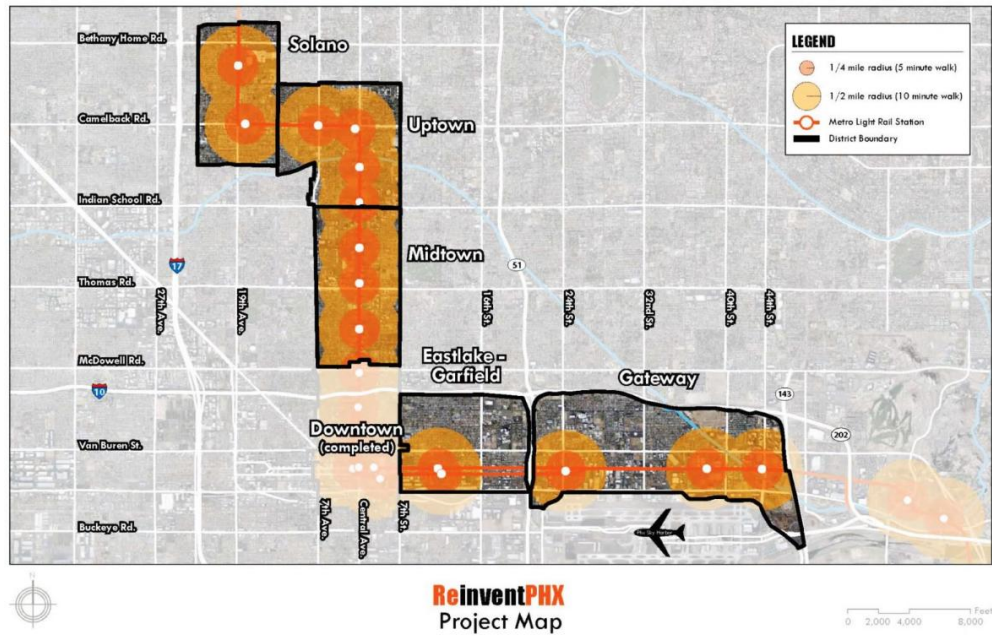 Bethany Home Rd.
Solano
LEGEND
1/4 mile radius (5 minute walk)
1/2 mile radius (10 minute walk)
Metro Light Rail Station
District Boundary
Camelback Rd.
Uptown
Indian School Rd.
Midtown
17
51
Thomas Rd.
27th Ave.
19th Ave.
16th St.
24th St.
32nd St.
40th St.
44th St.
McDowell Rd.
Eastlake -
Garfield
Gateway
10
143
202
Van Buren St.
Downtown
(completed)
7th Ave.
Central Ave.
7th St.
Buckeye Rd.
Phx Sky Harbor
N
ReinventPHX
Project Map
Feet
0 2,000 4,000 8,000